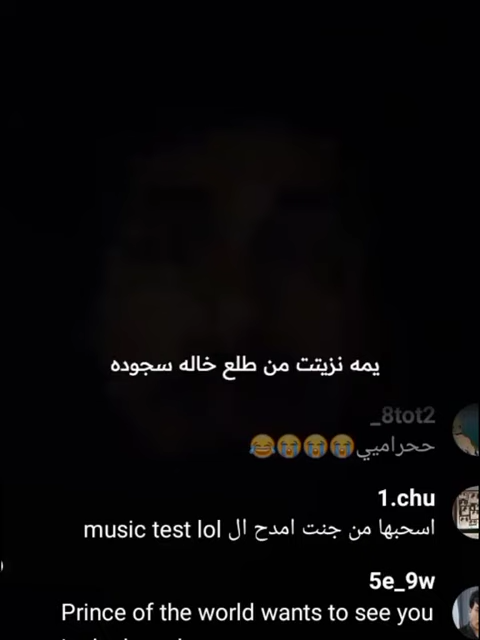 يمه نزيتت من طلع خاله سجوده
_8tot2
ححراميي😭😭😭😂
1.chu
اسحبها من جنت امدح ال music test lol
5e_9w
Prince of the world wants to see you